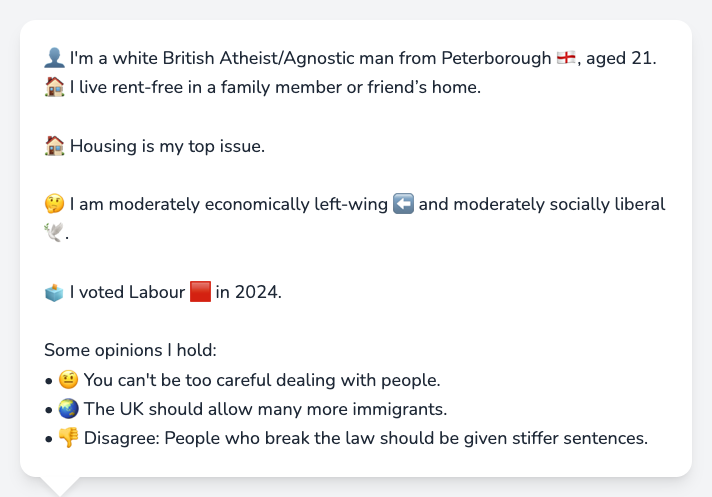 👤 I'm a white British Atheist/Agnostic man from Peterborough 🏴󠁧󠁢󠁥󠁮󠁧󠁿, aged 21.
🏠 I live rent-free in a family member or friend’s home.
🏠 Housing is my top issue.
🤔 I am moderately economically left-wing ⬅️ and moderately socially liberal
🕊️.
🗳️ I voted Labour 🟥 in 2024.
Some opinions I hold:
• 🤨 You can't be too careful dealing with people.
• 🌏 The UK should allow many more immigrants.
• 👎 Disagree: People who break the law should be given stiffer sentences.